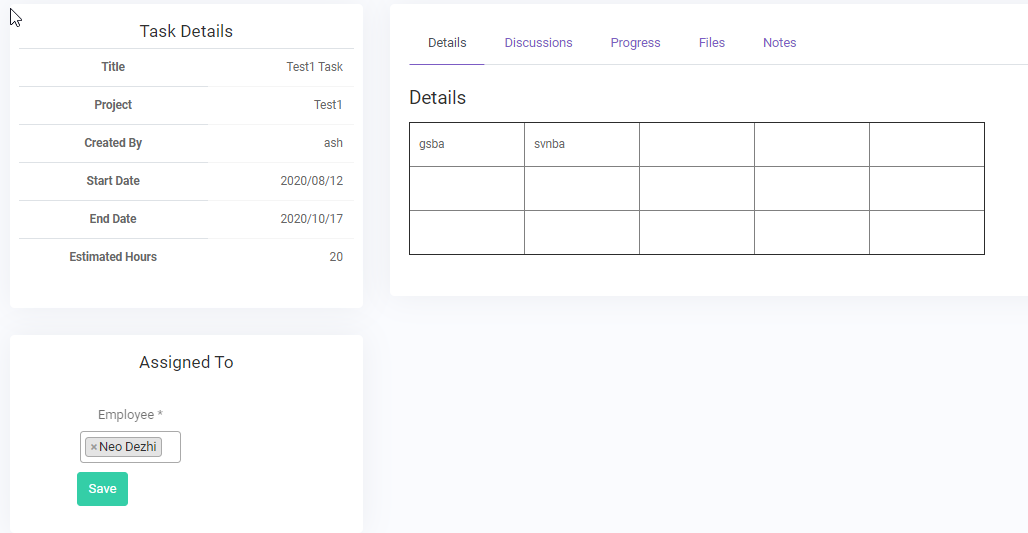 Task Details
Title Test1 Task
Project Test1
Created By ash
Start Date 2020/08/12
End Date 2020/10/17
Estimated Hours 20
Assigned To
Employee *
×Neo Dezhi
Save
Details Discussions Progress Files Notes
Details
gsba svnba